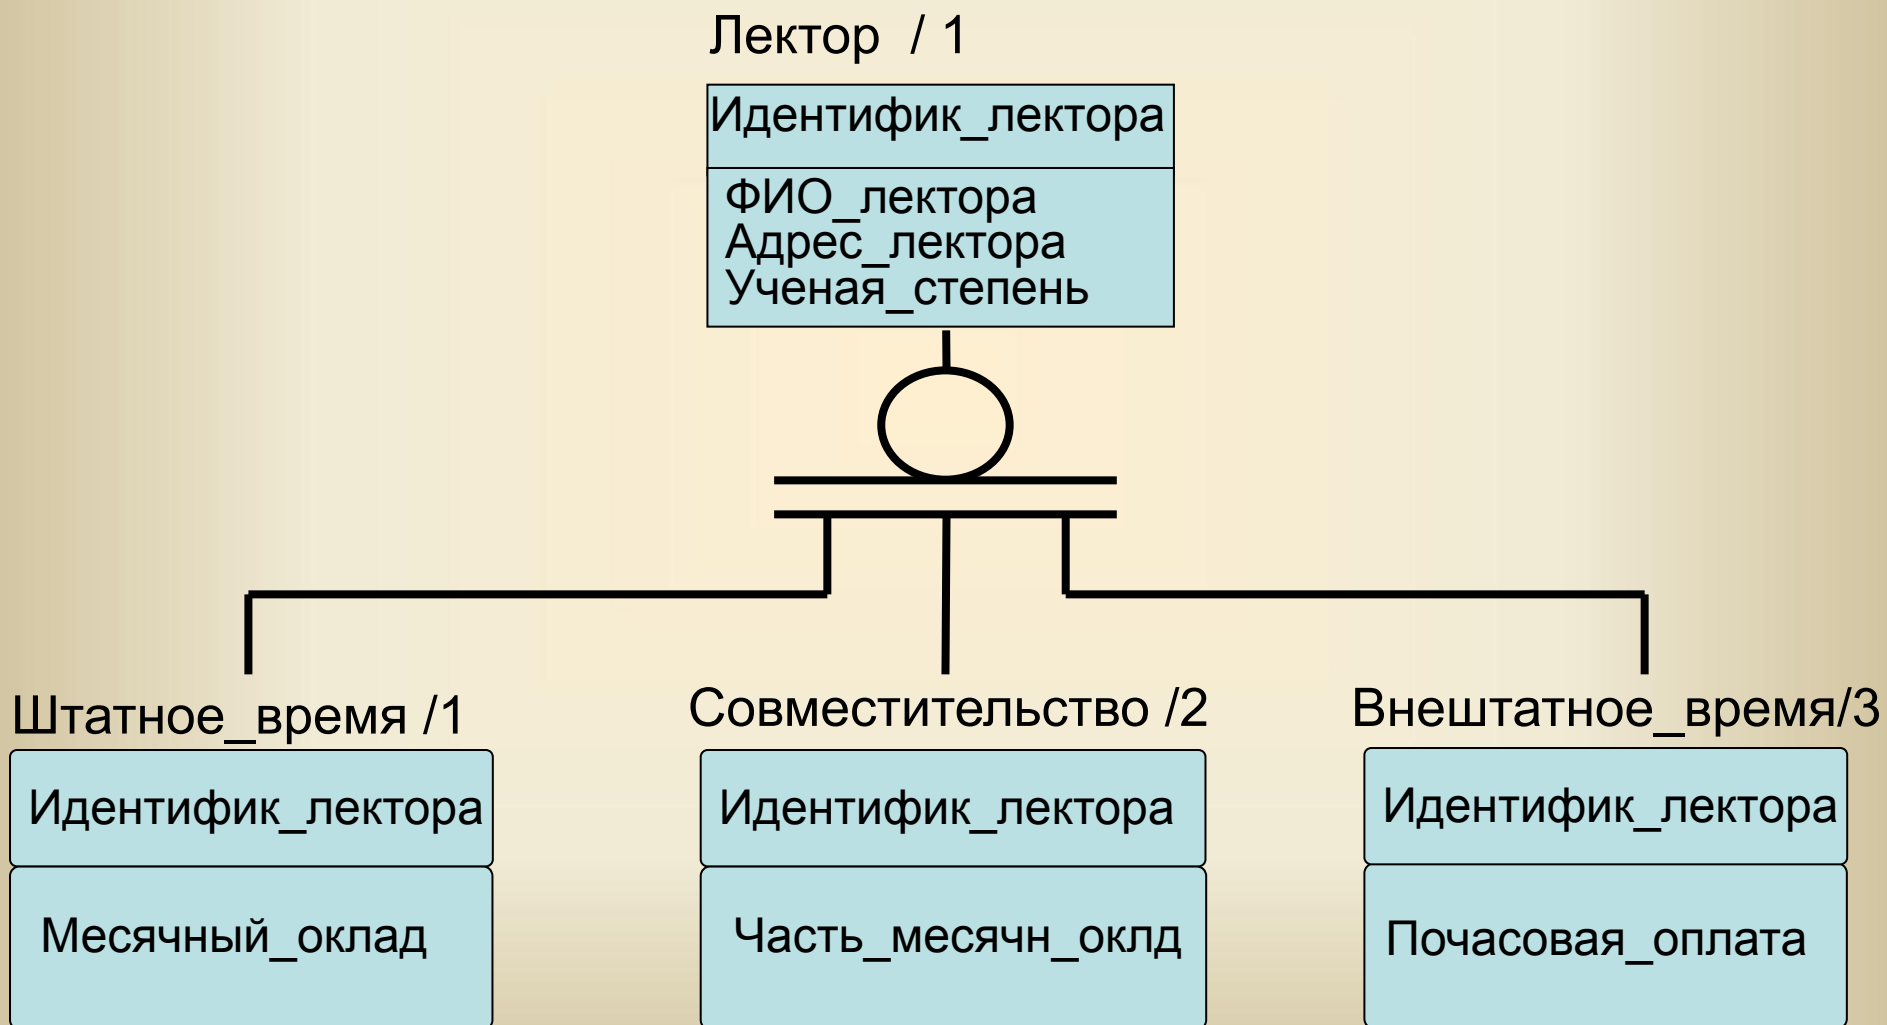 Лектор / 1
Идентифик_лектора
ФИО_лектора
Адрес_лектора
Ученая_степень
Штатное_время /1
Идентифик_лектора
Месячный_оклад
Совместительство /2
Идентифик_лектора
Часть_месячн_оклд
Внештатное_время/3
Идентифик_лектора
Почасовая_оплата